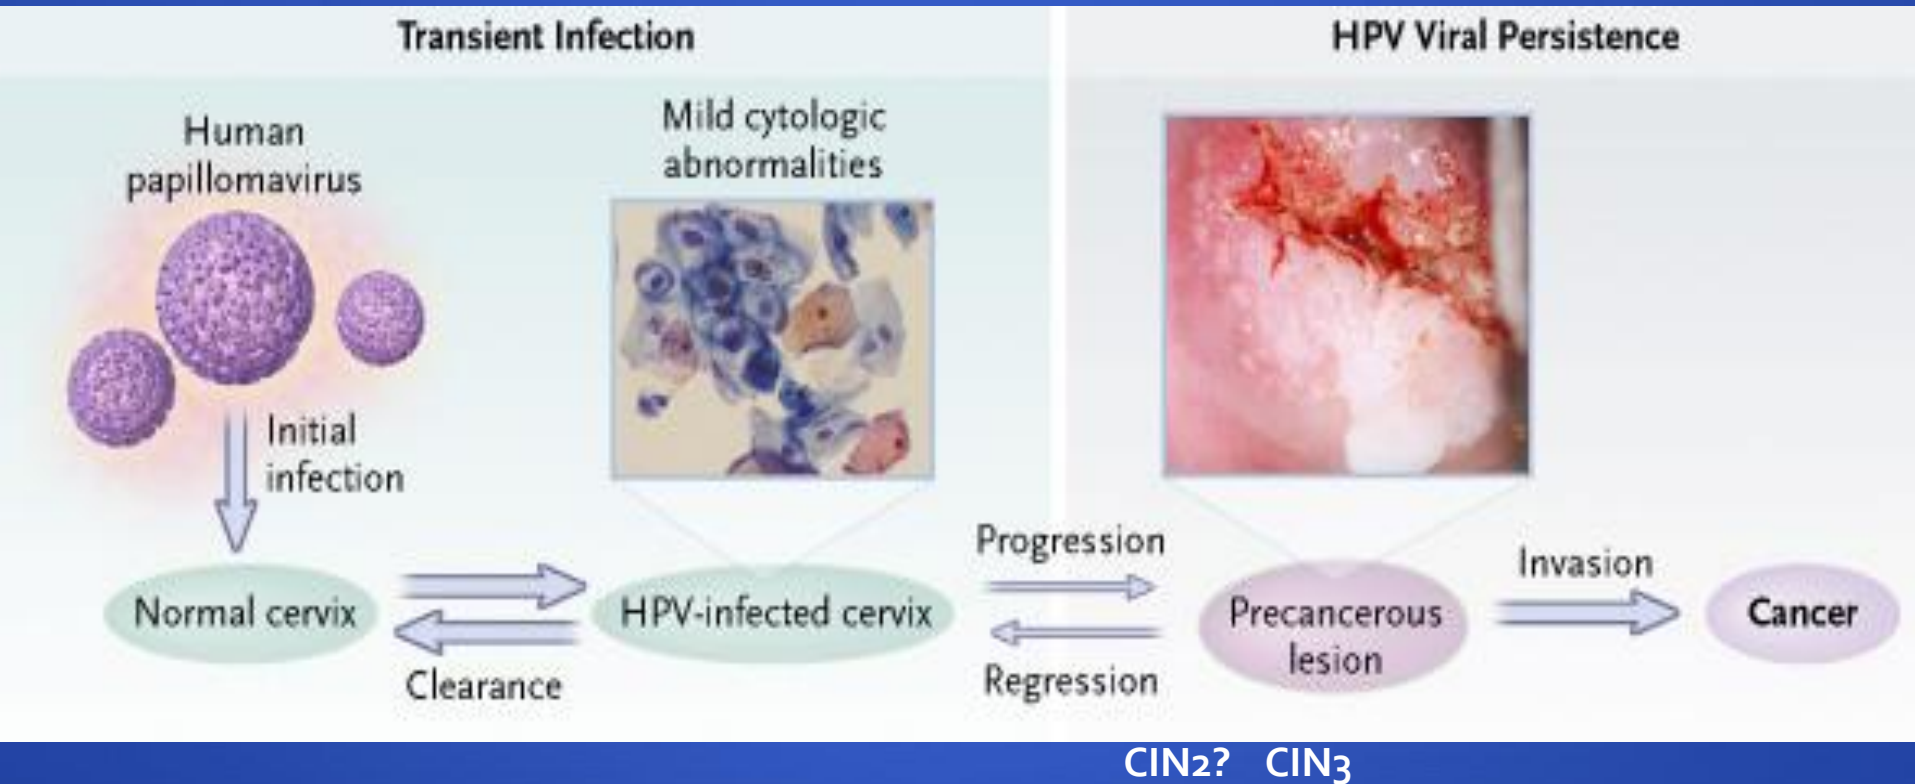 Transient Infection
HPV Viral Persistence
Human
papillomavirus
Mild cytologic
abnormalities
Initial
infection
Normal cervix
Clearance
HPV-infected cervix
Progression
Regression
Precancerous
lesion
Invasion
Cancer
CIN2? CIN3